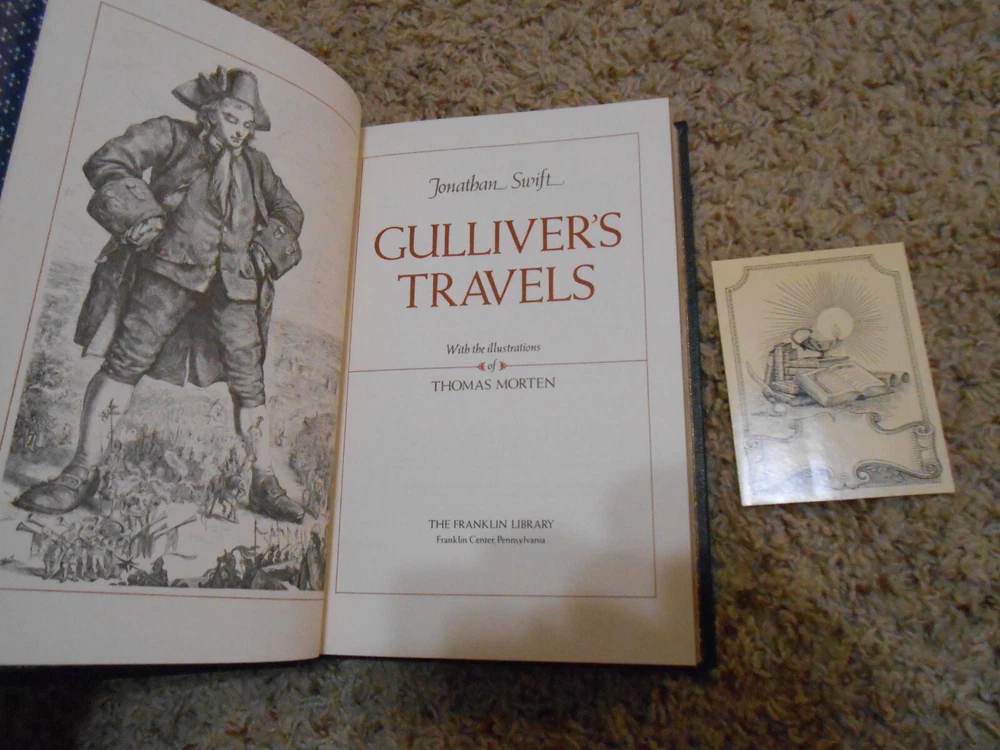 Jonathan Swift
GULLIVER'S
TRAVELS
With the illustrations
of
THOMAS MORTEN
THE FRANKLIN LIBRARY
Franklin Center, Pennsylvania